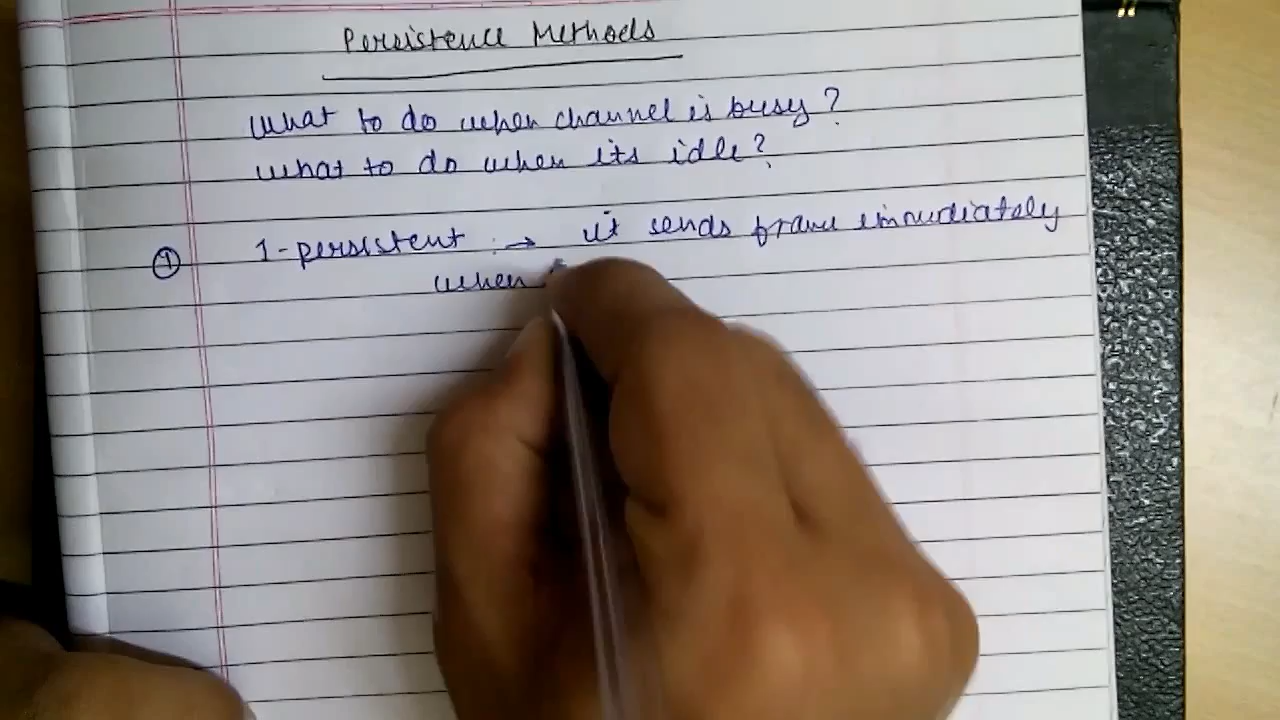 Persistence Methods
What to do when channel is busy?
What to do when its idle?
① 1-persistent → it sends frame immediately
when